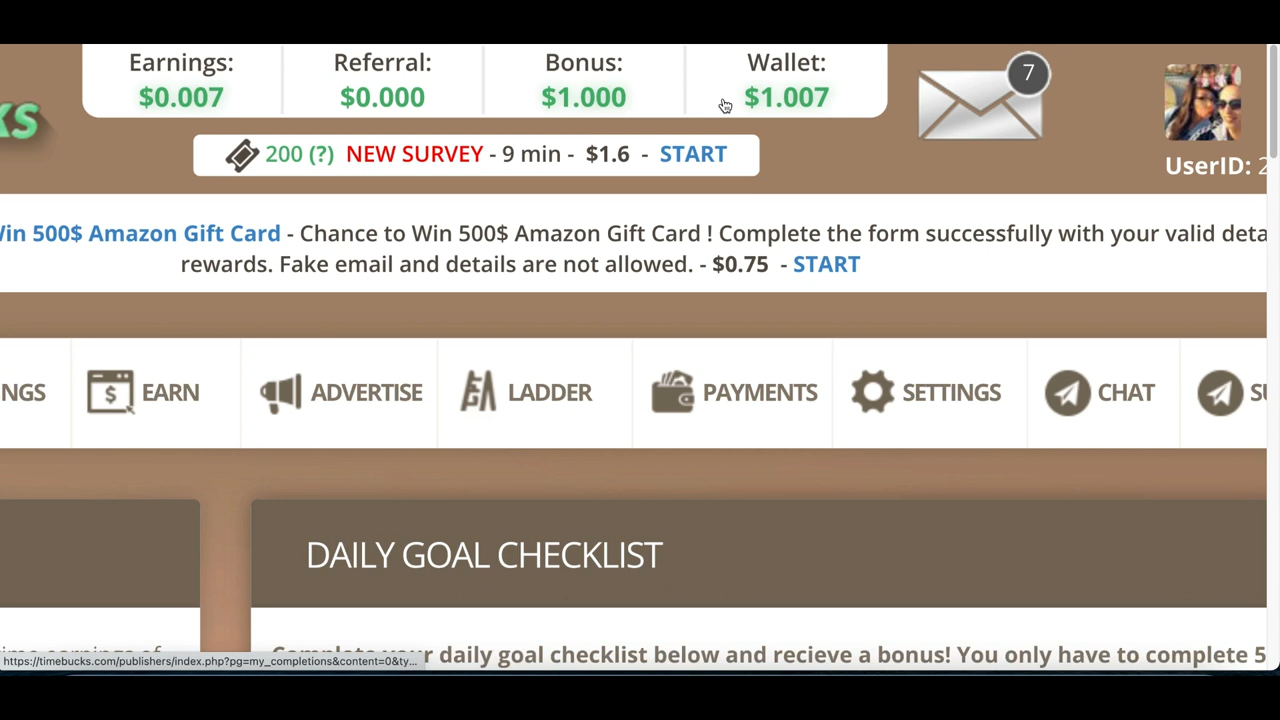 Earnings: Referral: Bonus: Wallet:
$0.007 $0.000 $1.000 $1.007
7
KS
200 (?) NEW SURVEY - 9 min - $1.6 - START
UserID: 2
Win 500$ Amazon Gift Card - Chance to Win 500$ Amazon Gift Card ! Complete the form successfully with your valid deta
rewards. Fake email and details are not allowed. - $0.75 - START
NGS EARN ADVERTISE LADDER PAYMENTS SETTINGS CHAT SU
DAILY GOAL CHECKLIST
Complete your daily goal checklist below and recieve a bonus! You only have to complete 5
https://timebucks.com/publishers/index.php?pg=my_completions&content=0&ty...